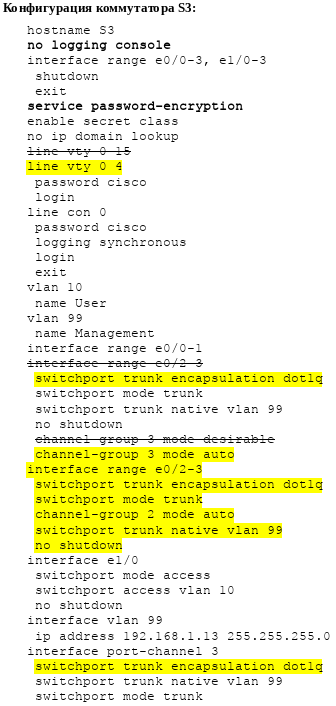 Конфигурация коммутатора S3:
hostname S3
no logging console
interface range e0/0-3, e1/0-3
shutdown
exit
service password-encryption
enable secret class
no ip domain lookup
line vty 0 15
line vty 0 4
password cisco
login
line con 0
password cisco
logging synchronous
login
exit
vlan 10
name User
vlan 99
name Management
interface range e0/0-1
interface range e0/2-3
switchport trunk encapsulation dot1q
switchport mode trunk
switchport trunk native vlan 99
no shutdown
channel-group 3 mode desirable
channel-group 3 mode auto
interface range e0/2-3
switchport trunk encapsulation dot1q
switchport mode trunk
channel-group 2 mode auto
switchport trunk native vlan 99
no shutdown
interface e1/0
switchport mode access
switchport access vlan 10
no shutdown
interface vlan 99
ip address 192.168.1.13 255.255.255.0
interface port-channel 3
switchport trunk encapsulation dot1q
switchport trunk native vlan 99
switchport mode trunk